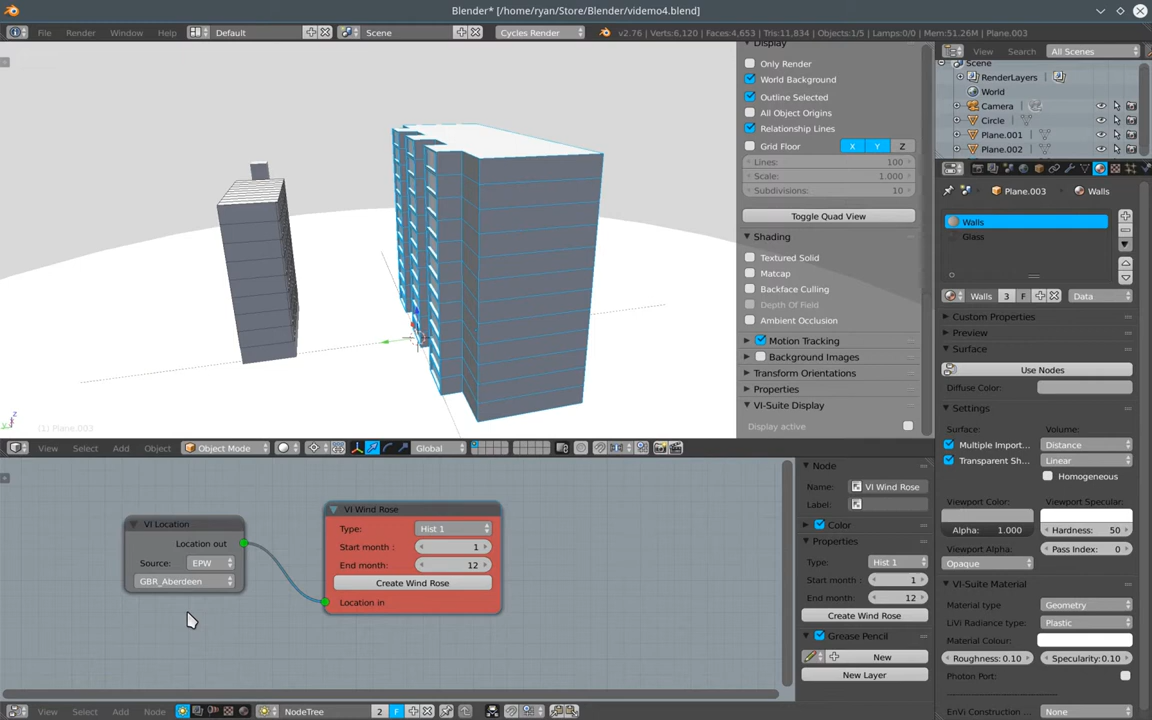 Blender* [/home/ryan/Store/Blender/videmo4.blend]
File Render Window Help Default Scene Cycles Render v2.76 | Verts:6,120 | Faces:4,653 | Tris:11,834 | Objects:1/5 | Lamps:0/0 | Mem:51.26M | Plane.003
Display
Only Render
World Background
Outline Selected
All Object Origins
Relationship Lines
Grid Floor X Y Z
Lines: 100
Scale: 1.000
Subdivisions: 10
Toggle Quad View
Shading
Textured Solid
Matcap
Backface Culling
Depth Of Field
Ambient Occlusion
Motion Tracking
Background Images
Transform Orientations
Properties
VI-Suite Display
Display active
(1) Plane.003
View Select Add Object Object Mode Global
View Search All Scenes
Scene
RenderLayers
World
Camera
Circle
Plane.001
Plane.002
Plane.003 Walls
Walls
Glass
Walls 3 F Data
Custom Properties
Preview
Surface
Use Nodes
Diffuse Color:
Settings
Surface: Volume:
Multiple Import... Distance
Transparent Sh... Linear
Homogeneous
Viewport Color: Viewport Specular:
Alpha: 1.000 Hardness: 50
Viewport Alpha: Pass Index: 0
Opaque
VI-Suite Material
Material type Geometry
LiVi Radiance type: Plastic
Material Colour:
Roughness:0.10 Specularity:0.10
Photon Port:
EnVi Construction ... None
VI Location
Location out
Source: EPW
GBR_Aberdeen
VI Wind Rose
Type: Hist 1
Start month : 1
End month: 12
Create Wind Rose
Location in
Node
Name: VI Wind Rose
Label:
Color
Properties
Type: Hist 1
Start month : 1
End month: 12
Create Wind Rose
Grease Pencil
New
New Layer
View Select Add Node NodeTree 2 F